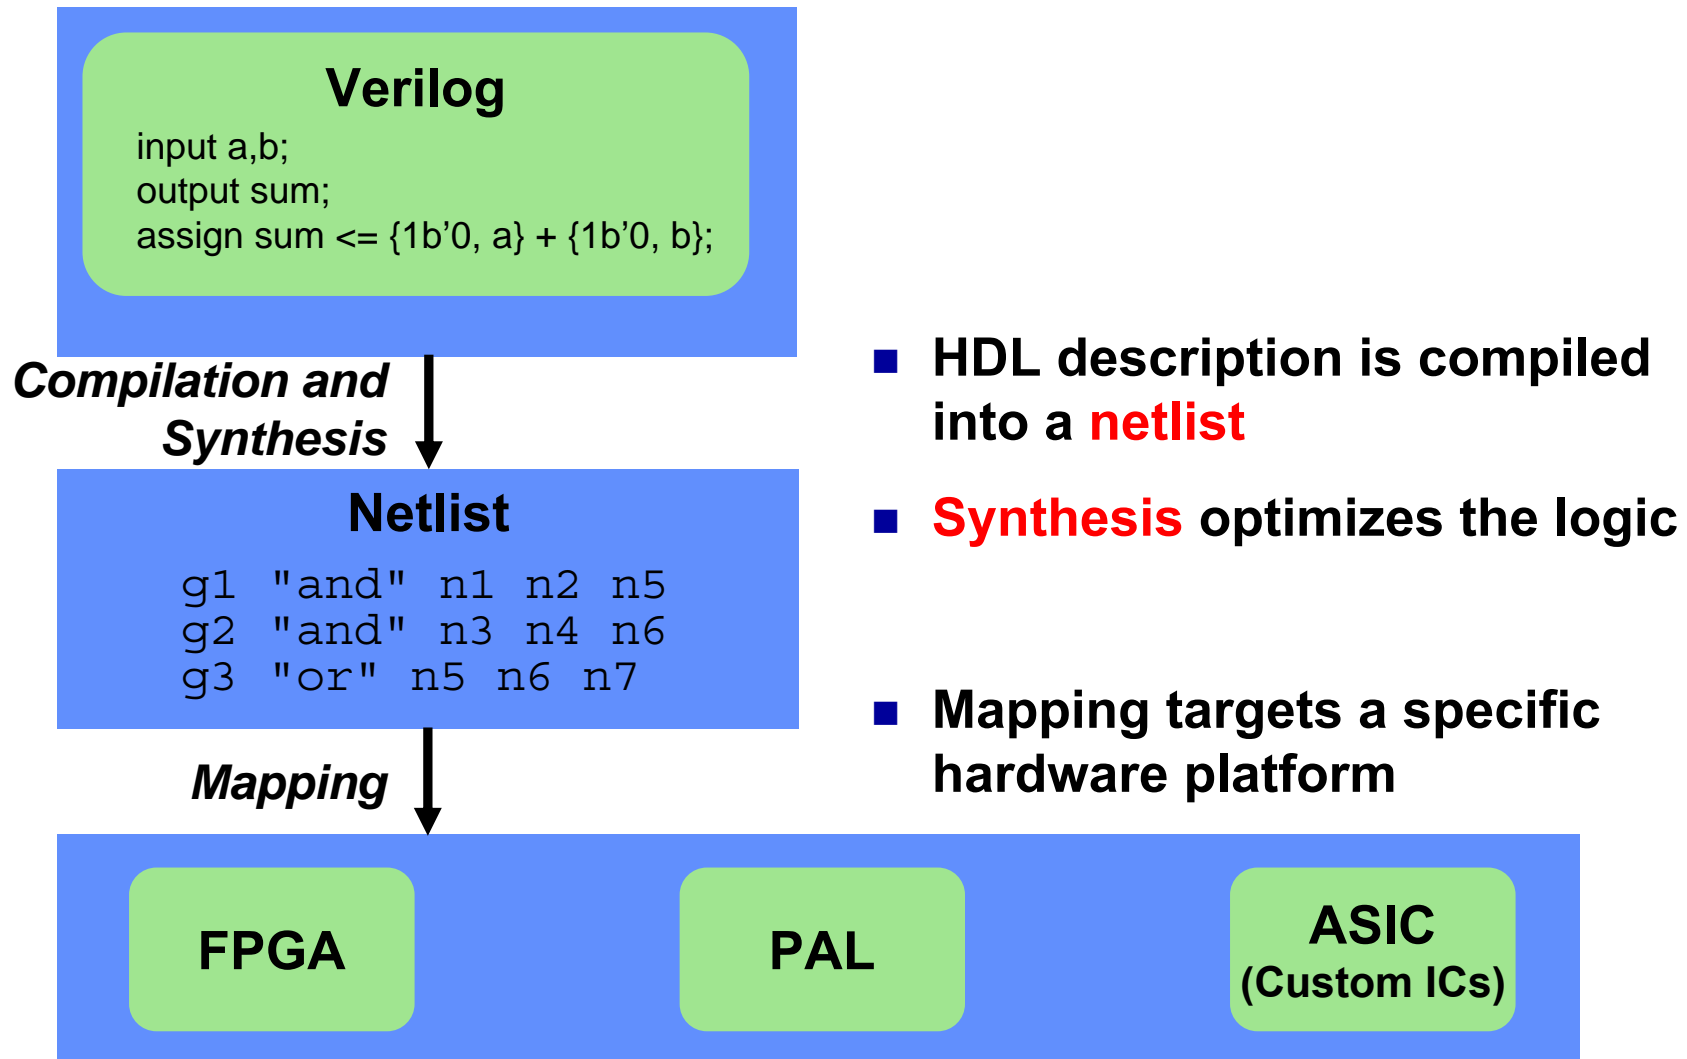 Verilog
input a,b;
output sum;
assign sum <= {1b’0, a} + {1b’0, b};
Compilation and
Synthesis
Netlist
g1 "and" n1 n2 n5
g2 "and" n3 n4 n6
g3 "or" n5 n6 n7
Mapping
HDL description is compiled
into a netlist
Synthesis optimizes the logic
Mapping targets a specific
hardware platform
FPGA
PAL
ASIC
(Custom ICs)